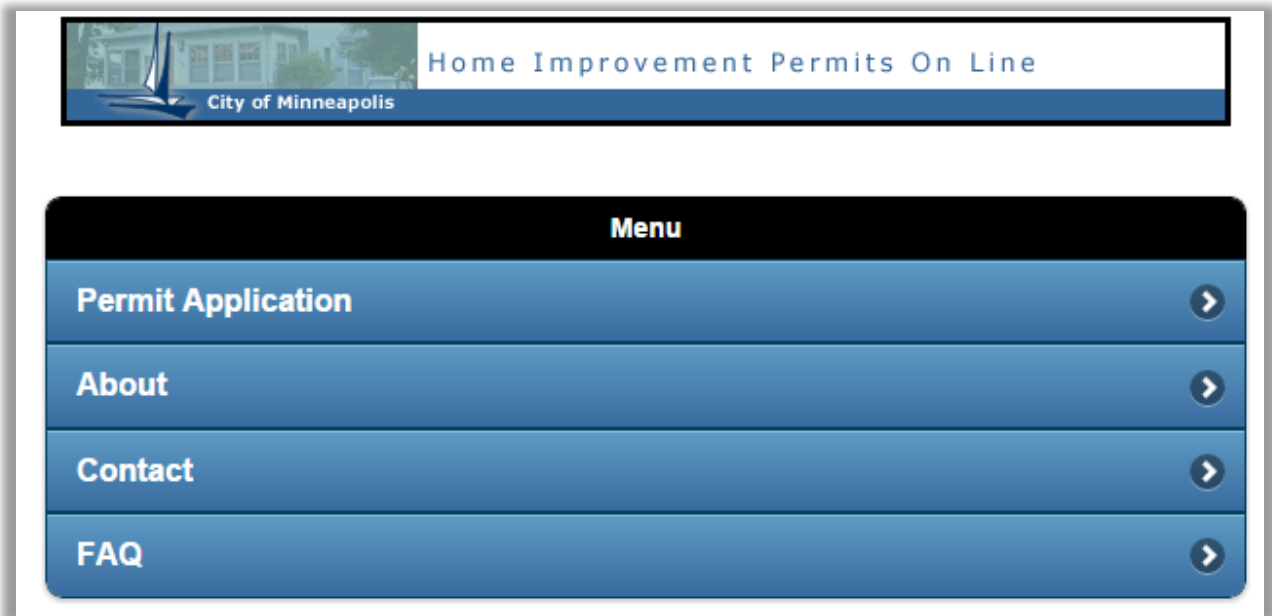 Home Improvement Permits On Line
City of Minneapolis
Menu
Permit Application
About
Contact
FAQ